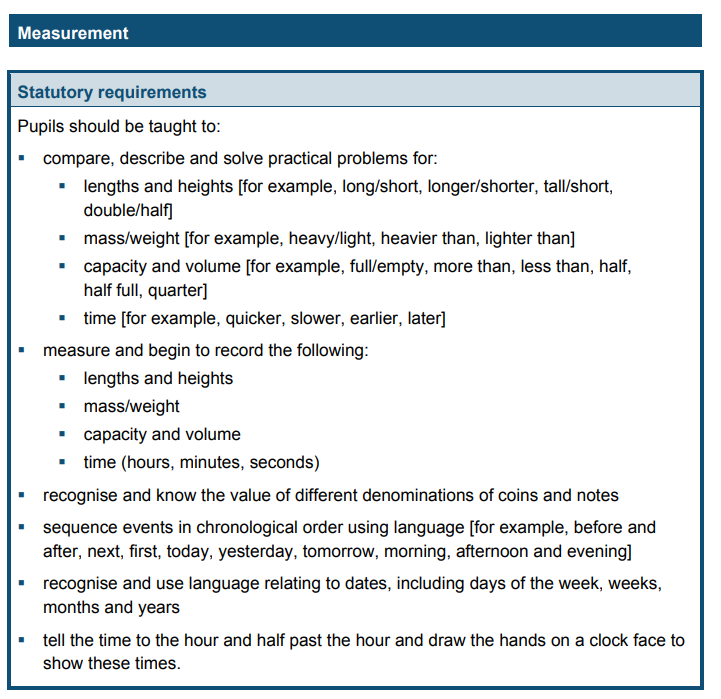 Measurement
Statutory requirements
Pupils should be taught to:
▪ compare, describe and solve practical problems for:
▪ lengths and heights [for example, long/short, longer/shorter, tall/short,
double/half]
▪ mass/weight [for example, heavy/light, heavier than, lighter than]
▪ capacity and volume [for example, full/empty, more than, less than, half,
half full, quarter]
▪ time [for example, quicker, slower, earlier, later]
▪ measure and begin to record the following:
▪ lengths and heights
▪ mass/weight
▪ capacity and volume
▪ time (hours, minutes, seconds)
▪ recognise and know the value of different denominations of coins and notes
▪ sequence events in chronological order using language [for example, before and
after, next, first, today, yesterday, tomorrow, morning, afternoon and evening]
▪ recognise and use language relating to dates, including days of the week, weeks,
months and years
▪ tell the time to the hour and half past the hour and draw the hands on a clock face to
show these times.